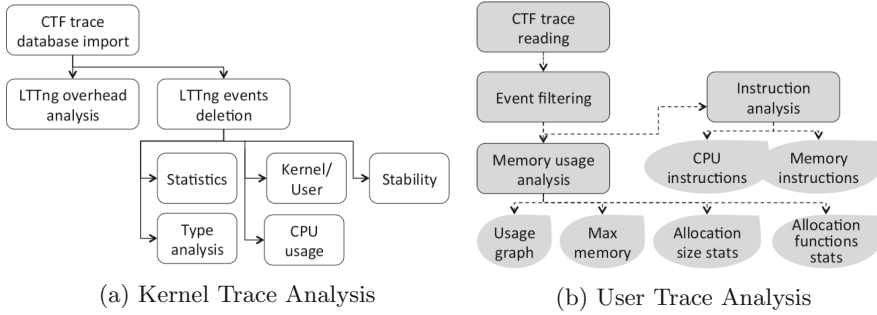 CTF trace
database import
LTTng overhead
analysis
LTTng events
deletion
Statistics
Kernel/
User
Stability
Type
analysis
CPU
usage
(a) Kernel Trace Analysis
CTF trace
reading
Event filtering
Instruction
analysis
Memory usage
analysis
CPU
instructions
Memory
instructions
Usage
graph
Max
memory
Allocation
size stats
Allocation
functions
stats
(b) User Trace Analysis